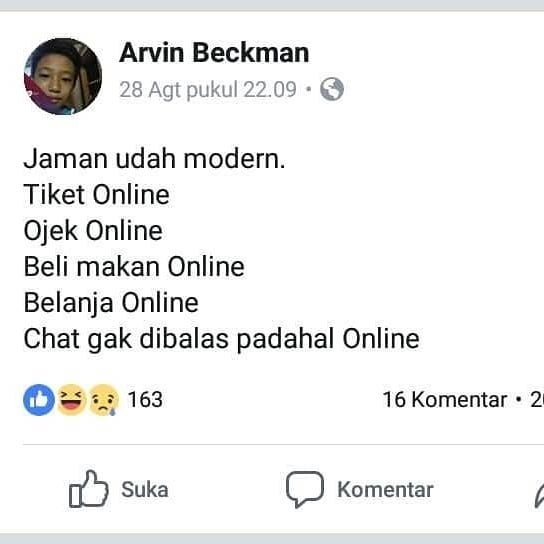 Arvin Beckman
28 Agt pukul 22.09 •
Jaman udah modern.
Tiket Online
Ojek Online
Beli makan Online
Belanja Online
Chat gak dibalas padahal Online
163 16 Komentar • 2
Suka Komentar